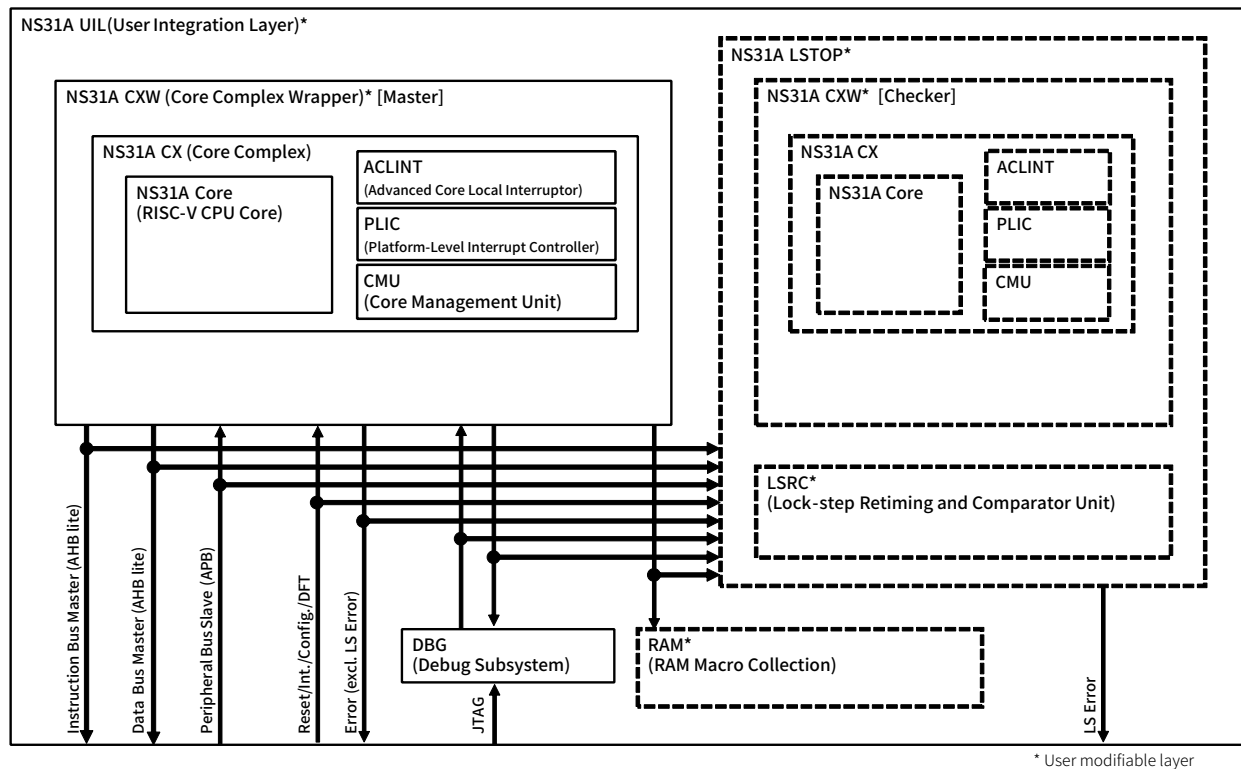 NS31A UIL(User Integration Layer)*
NS31A CXW (Core Complex Wrapper)* [Master]
NS31A CX (Core Complex)
NS31A Core
(RISC-V CPU Core)
ACLINT
(Advanced Core Local Interruptor)
PLIC
(Platform-Level Interrupt Controller)
CMU
(Core Management Unit)
NS31A LSTOP*
NS31A CXW* [Checker]
NS31A CX
NS31A Core
ACLINT
PLIC
CMU
LSRC*
(Lock-step Retiming and Comparator Unit)
Instruction Bus Master (AHB lite)
Data Bus Master (AHB lite)
Peripheral Bus Slave (APB)
Reset/Int./Config./DFT
Error (excl. LS Error)
DBG
(Debug Subsystem)
JTAG
RAM*
(RAM Macro Collection)
LS Error
* User modifiable layer